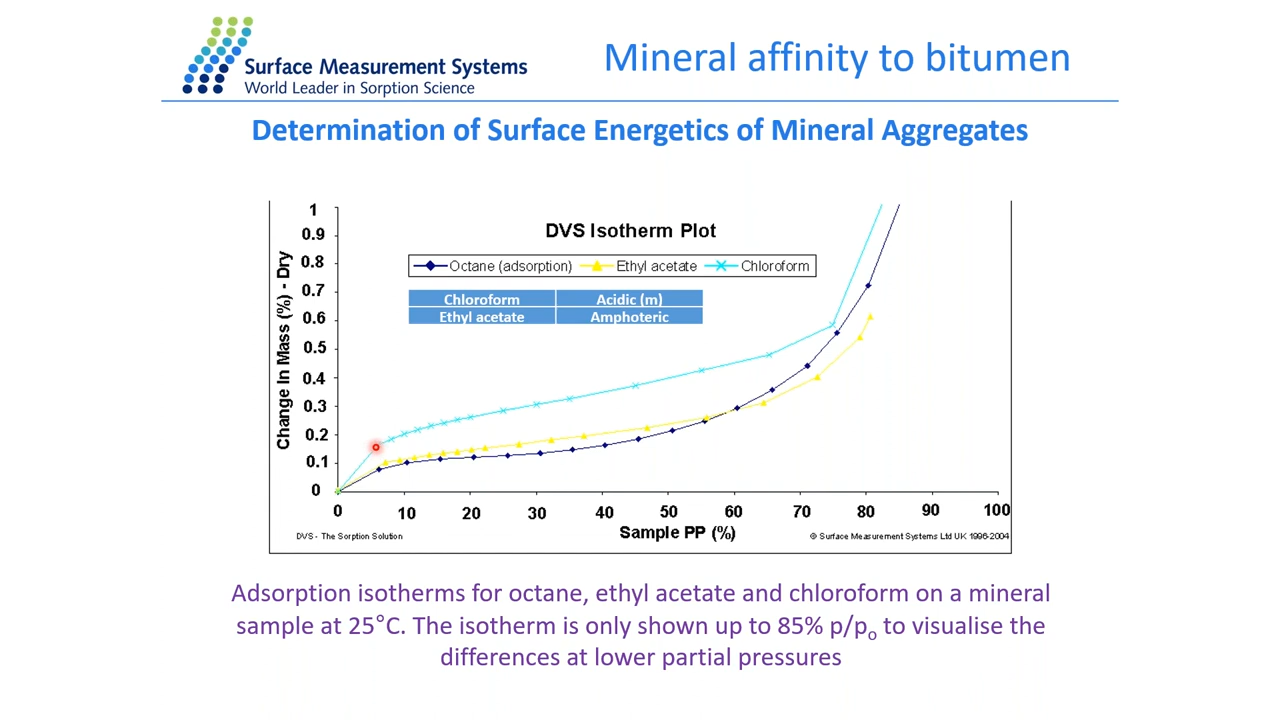 Surface Measurement Systems
World Leader in Sorption Science
Mineral affinity to bitumen
Determination of Surface Energetics of Mineral Aggregates
DVS Isotherm Plot
Octane (adsorption) Ethyl acetate Chloroform
Chloroform Acidic (m)
Ethyl acetate Amphoteric
Change In Mass (%) - Dry
1
0.9
0.8
0.7
0.6
0.5
0.4
0.3
0.2
0.1
0
0 10 20 30 40 50 60 70 80 90 100
Sample PP (%)
DVS - The Sorption Solution
© Surface Measurement Systems Ltd UK 1996-2004
Adsorption isotherms for octane, ethyl acetate and chloroform on a mineral
sample at 25°C. The isotherm is only shown up to 85% p/po to visualise the
differences at lower partial pressures